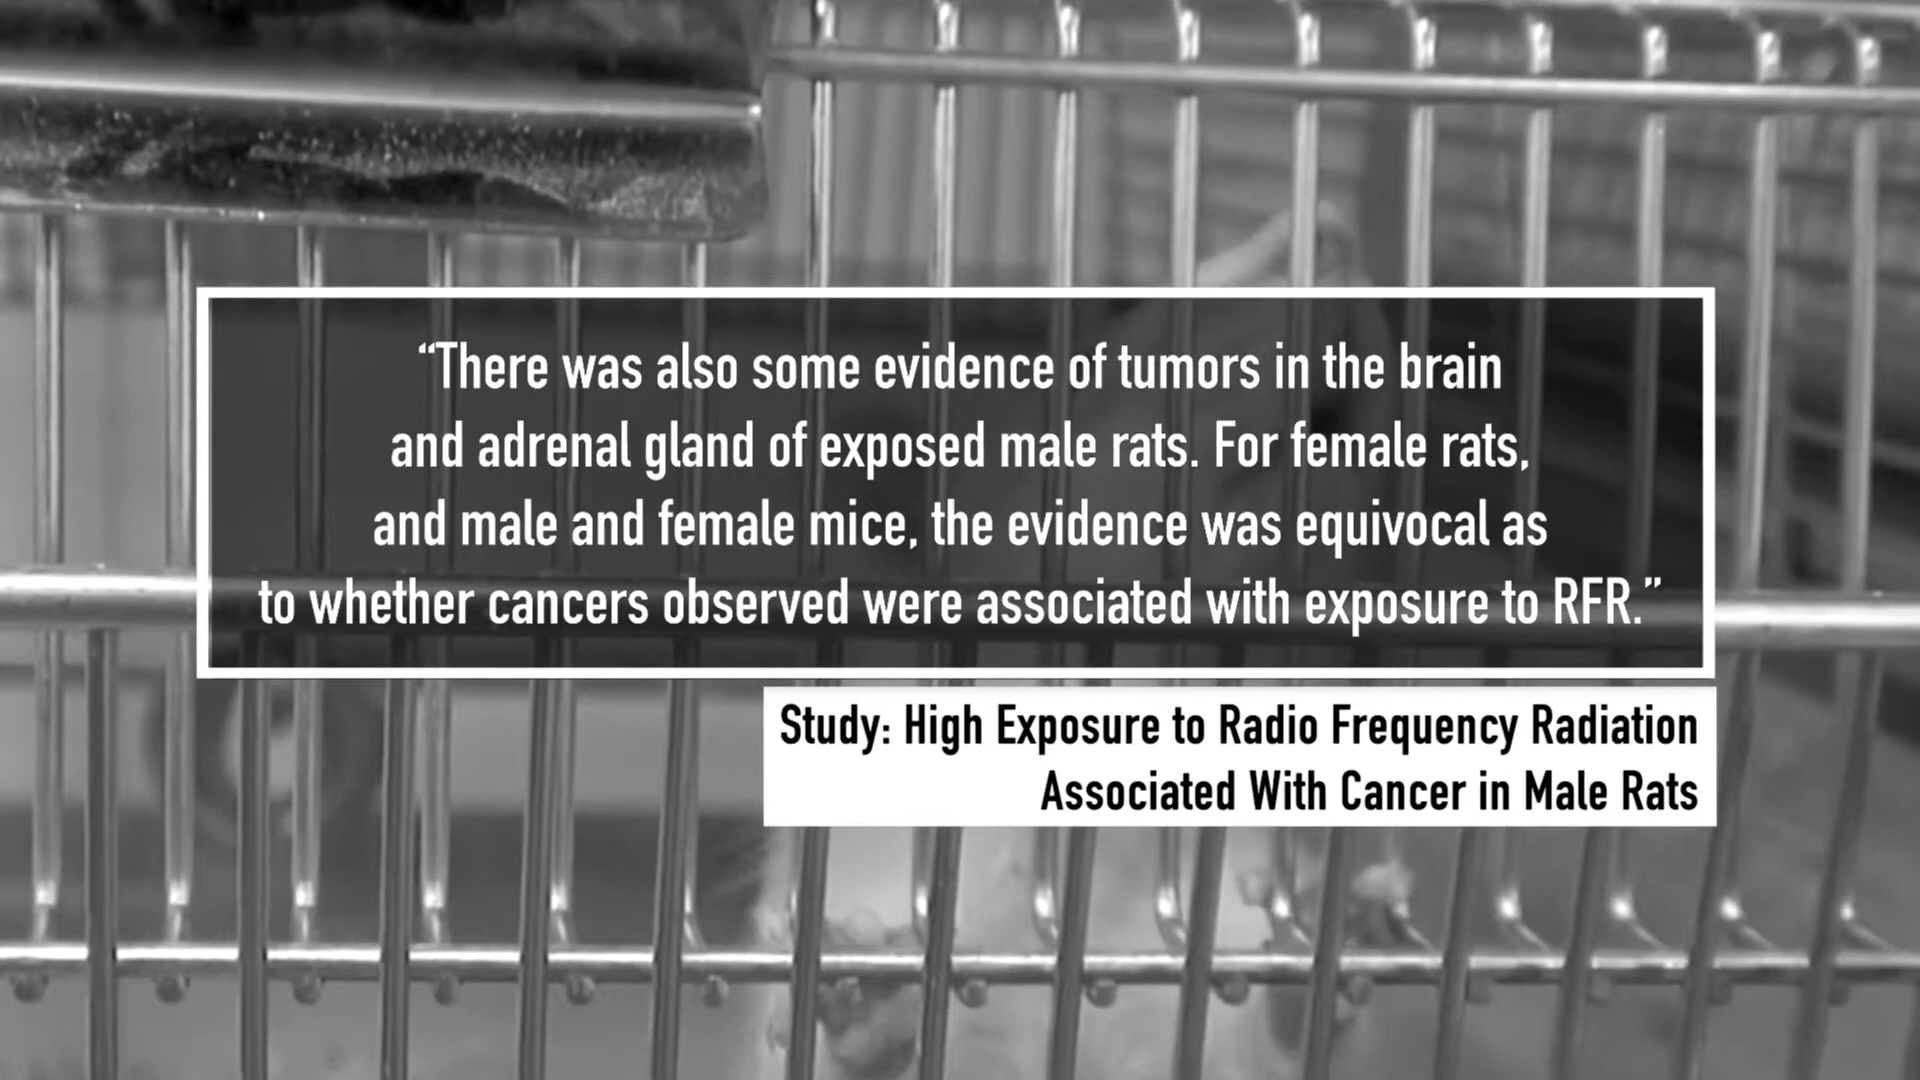 “There was also some evidence of tumors in the brain
and adrenal gland of exposed male rats. For female rats,
and male and female mice, the evidence was equivocal as
to whether cancers observed were associated with exposure to RFR.”
Study: High Exposure to Radio Frequency Radiation
Associated With Cancer in Male Rats